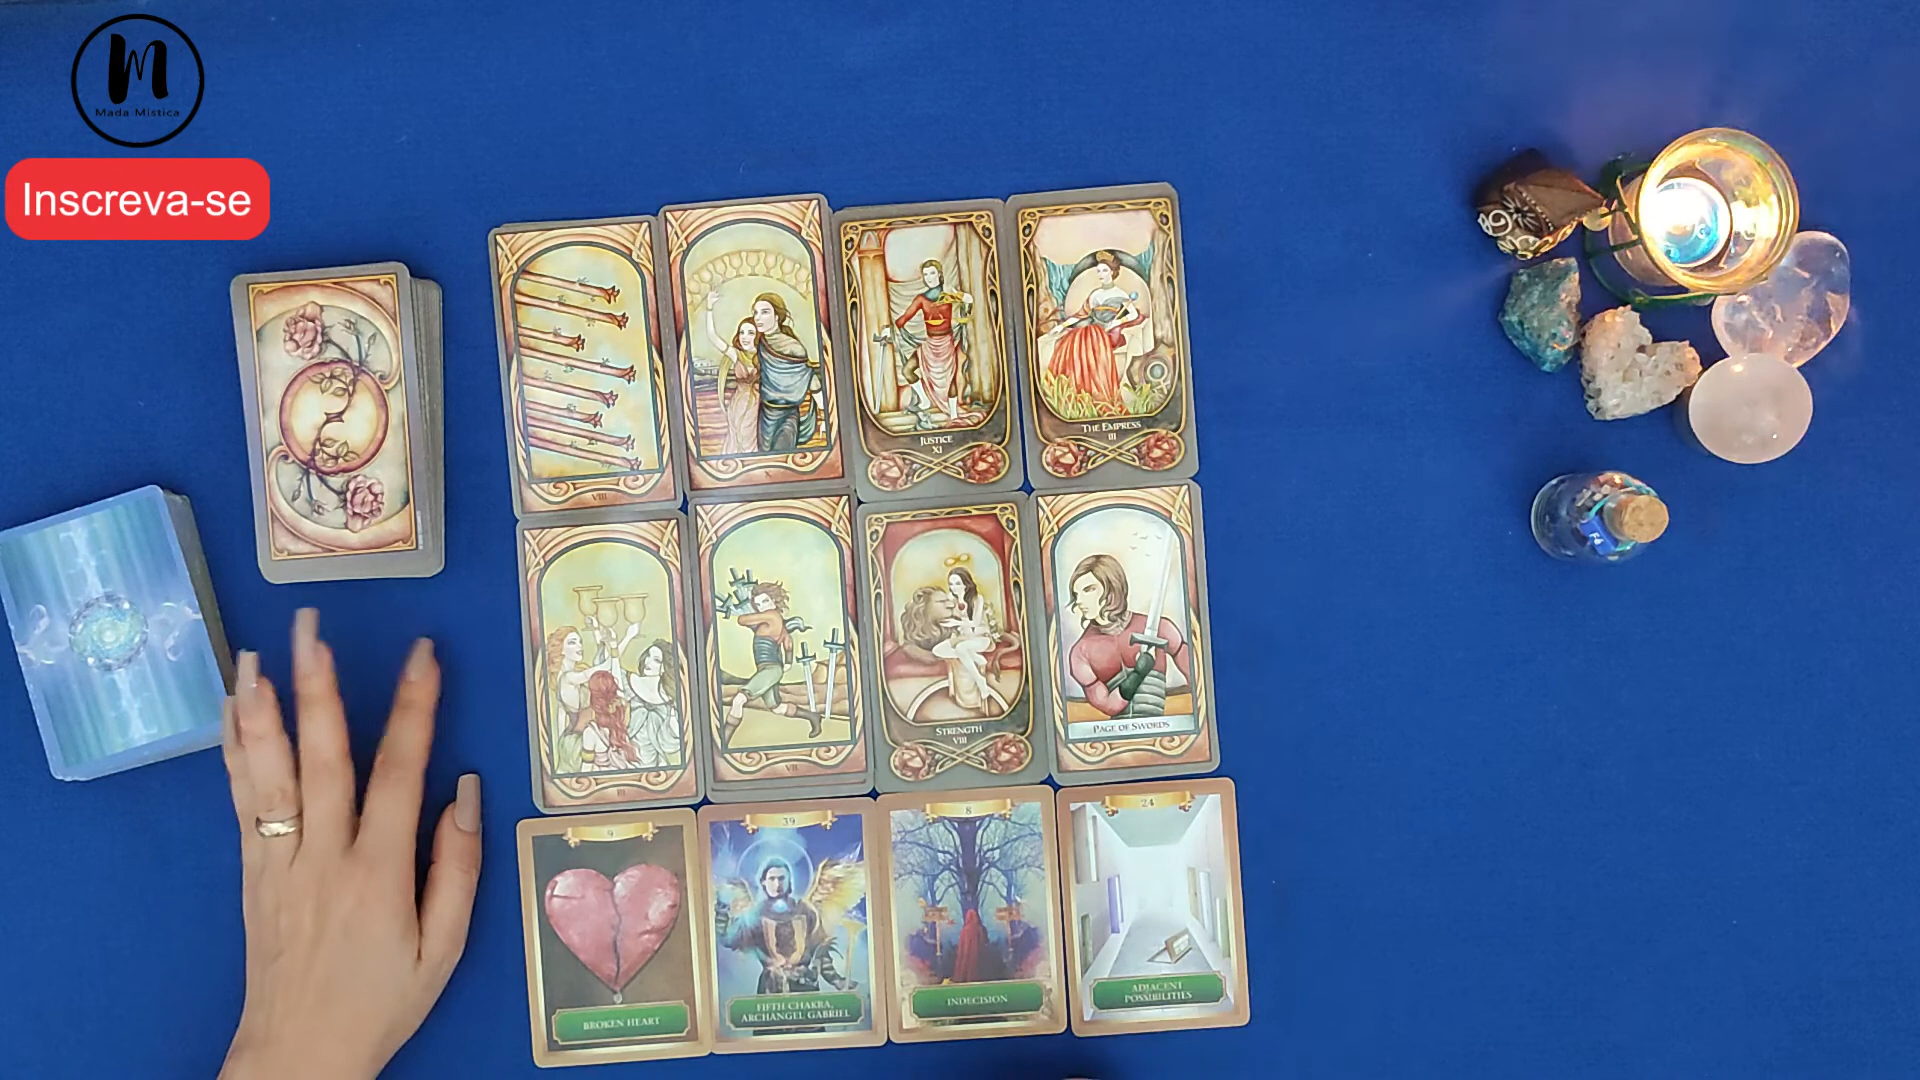 M
Mada Mistica
Inscreva-se
VIII
X
JUSTICE
XI
THE EMPRESS
III
III
VII
STRENGTH
VIII
PAGE OF SWORDS
9
BROKEN HEART
39
FIFTH CHAKRA,
ARCHANGEL GABRIEL
8
INDECISION
24
ADJACENT
POSSIBILITIES